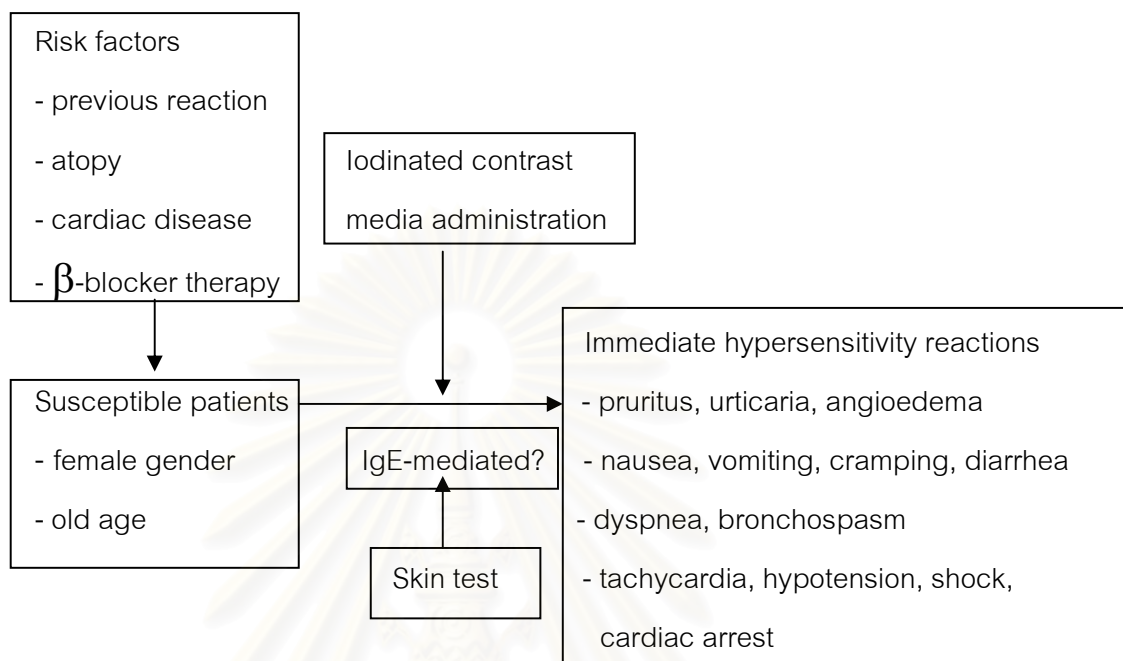 Risk factors
- previous reaction
- atopy
- cardiac disease
- β-blocker therapy
Iodinated contrast
media administration
Susceptible patients
- female gender
- old age
IgE-mediated?
Skin test
Immediate hypersensitivity reactions
- pruritus, urticaria, angioedema
- nausea, vomiting, cramping, diarrhea
- dyspnea, bronchospasm
- tachycardia, hypotension, shock,
cardiac arrest